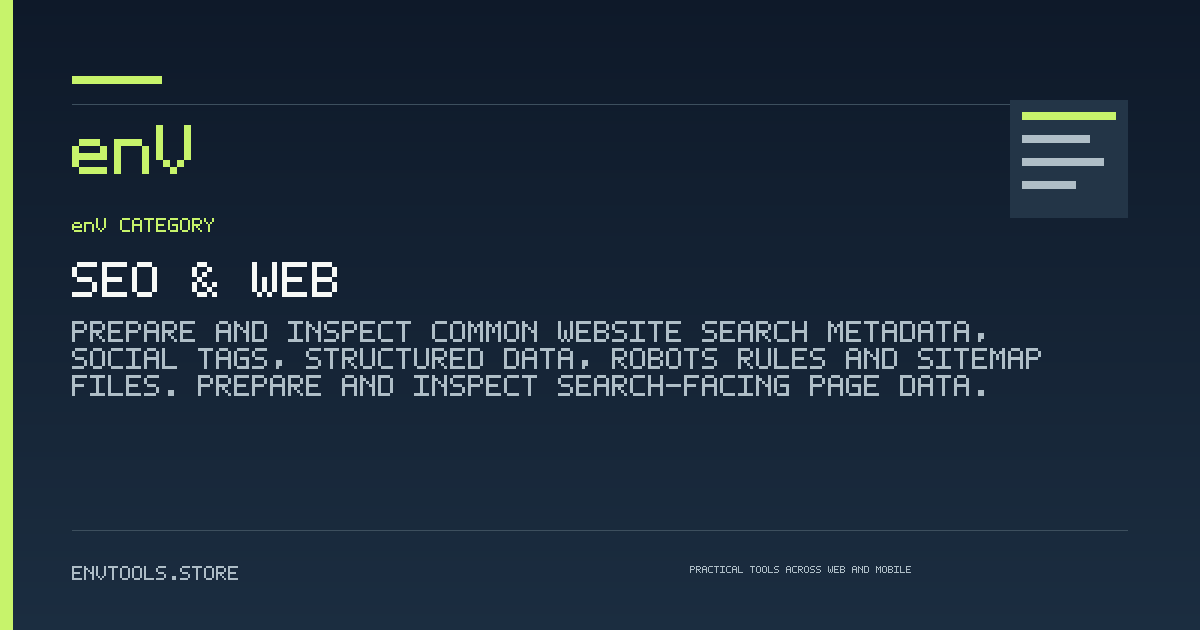 enV
enV CATEGORY
SEO & WEB
PREPARE AND INSPECT COMMON WEBSITE SEARCH METADATA,
SOCIAL TAGS, STRUCTURED DATA, ROBOTS RULES AND SITEMAP
FILES. PREPARE AND INSPECT SEARCH-FACING PAGE DATA.
ENVTOOLS.STORE
PRACTICAL TOOLS ACROSS WEB AND MOBILE